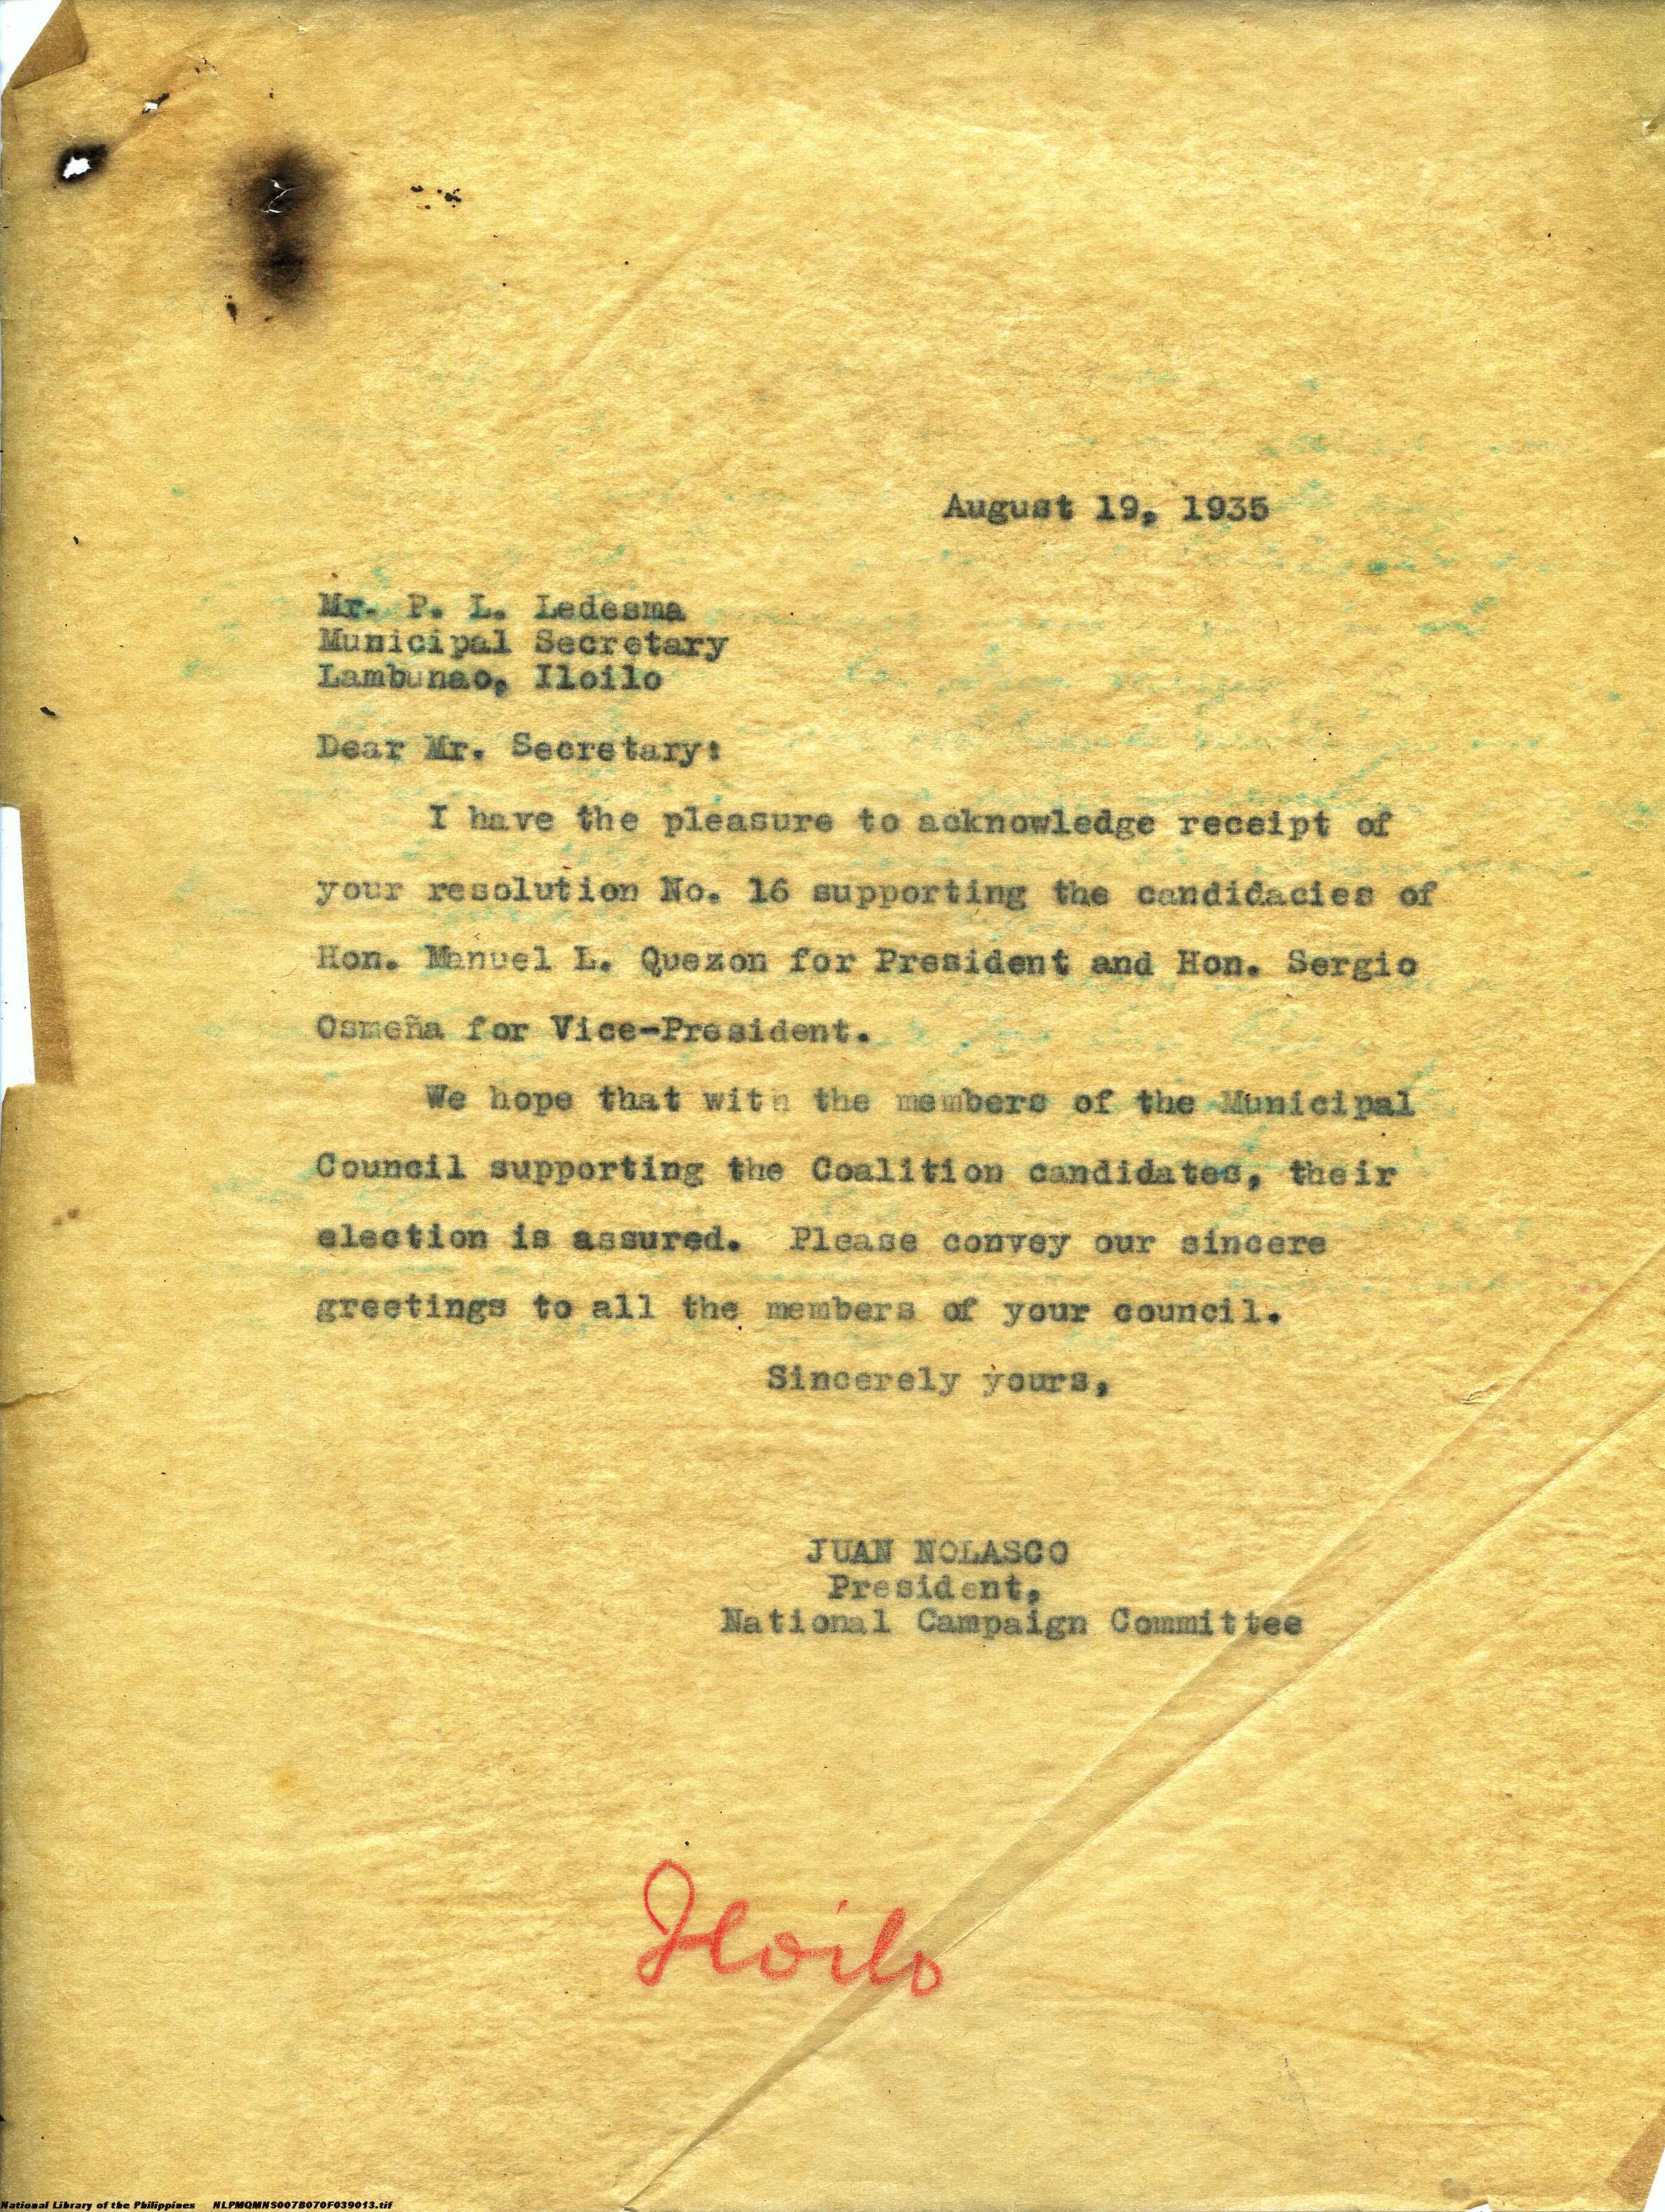 August 19, 1935
Mr. P. L. Ledesma
Municipal Secretary
Lambunao, Iloilo
Dear Mr. Secretary:
I have the pleasure to acknowledge receipt of
your resolution No. 16 supporting the candidacies of
Hon. Manuel L. Quezon for President and Hon. Sergio
Osmeña for Vice-President.
We hope that with the members of the Municipal
Council supporting the Coalition candidates, their
election is assured. Please convey our sincere
greetings to all the members of your council.
Sincerely yours,
JUAN NOLASCO
President,
National Campaign Committee
Iloilo
National Library of the Philippines NLPMQMNS007B070F039013.tif